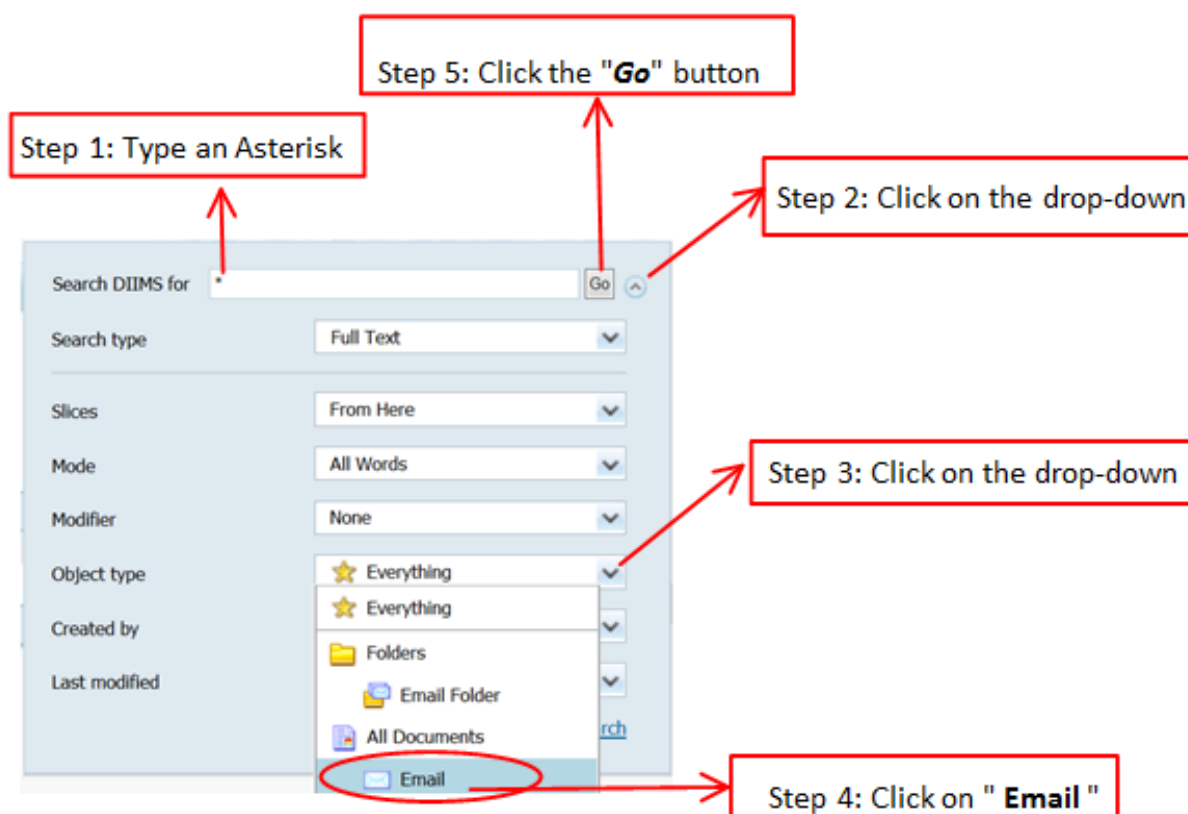 Step 5: Click the "Go" button
Step 1: Type an Asterisk
Step 2: Click on the drop-down
Search DIIMS for * Go
Search type Full Text
Slices From Here
Mode All Words
Step 3: Click on the drop-down
Modifier None
Object type Everything
Everything
Created by
Folders
Last modified
Email Folder
All Documents rch
Email
Step 4: Click on " Email "